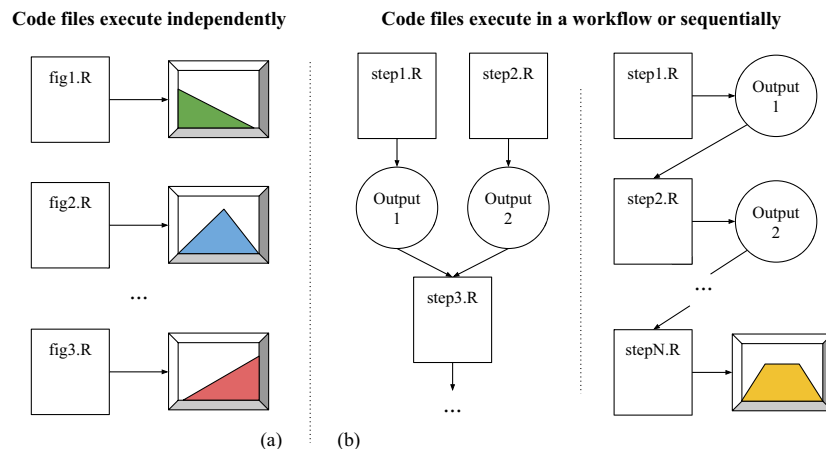 Code files execute independently
Code files execute in a workflow or sequentially
fig1.R
fig2.R
...
fig3.R
(a)
step1.R
step2.R
Output
1
Output
2
step3.R
...
(b)
step1.R
Output
1
step2.R
Output
2
...
stepN.R